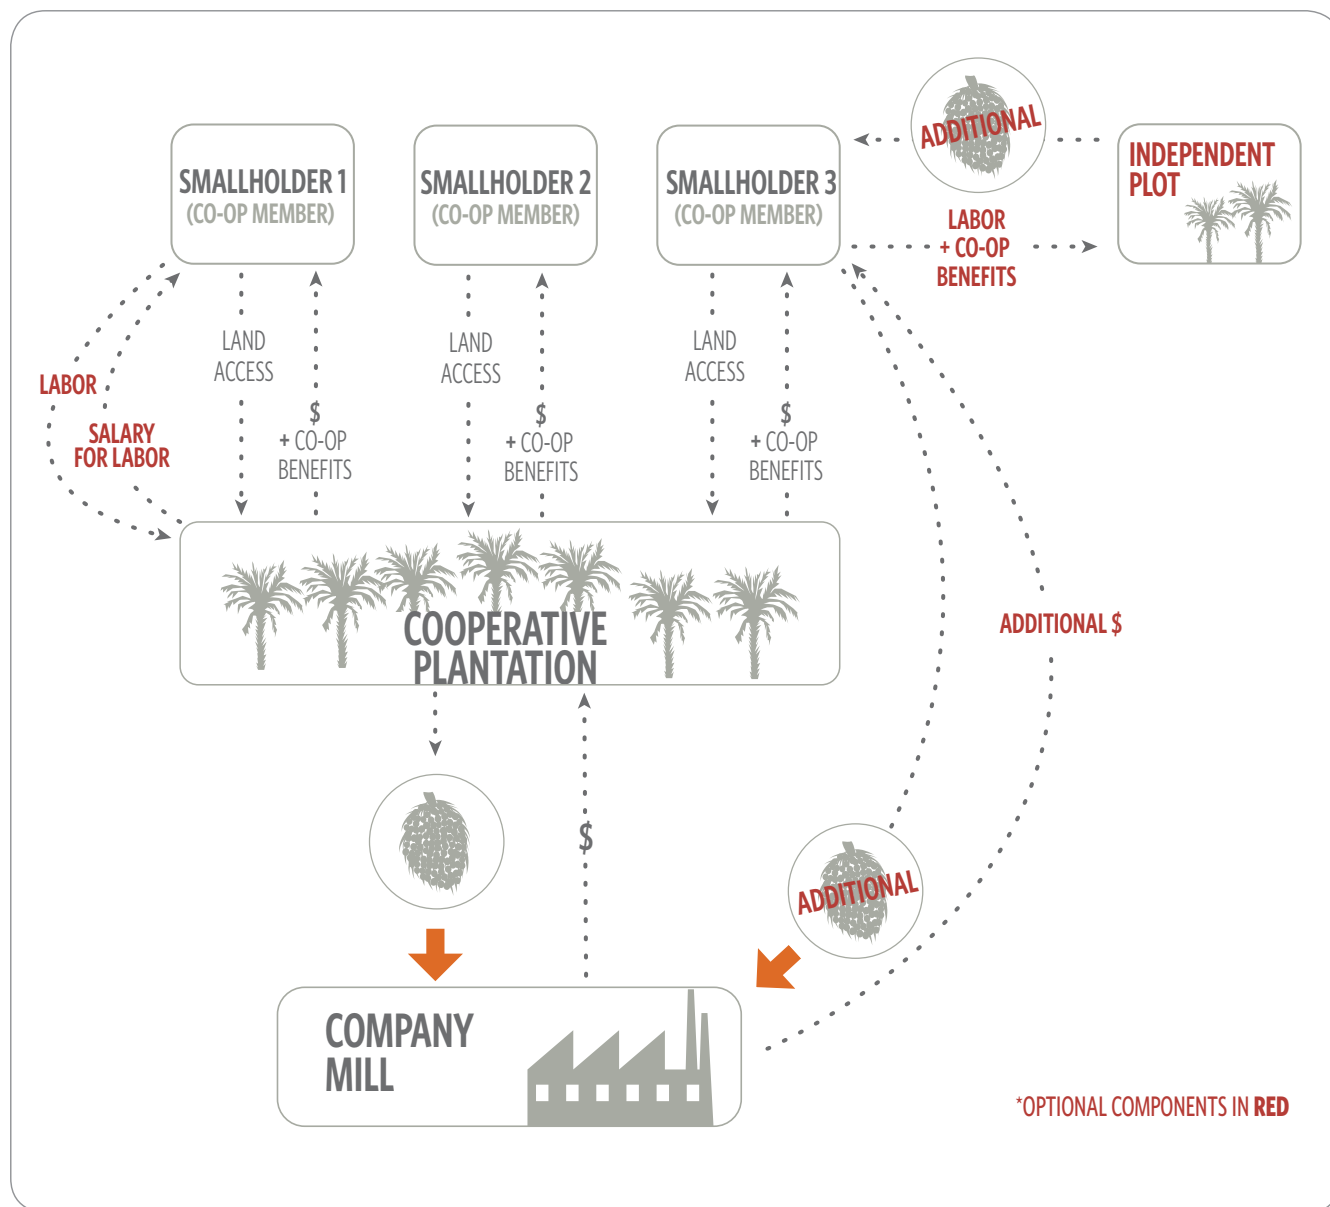 ADDITIONAL
SMALLHOLDER 1
(CO-OP MEMBER)
SMALLHOLDER 2
(CO-OP MEMBER)
SMALLHOLDER 3
(CO-OP MEMBER)
INDEPENDENT
PLOT
LABOR
+ CO-OP
BENEFITS
LAND
ACCESS
LAND
ACCESS
LAND
ACCESS
LABOR
SALARY
FOR LABOR
$
+ CO-OP
BENEFITS
$
+ CO-OP
BENEFITS
$
+ CO-OP
BENEFITS
COOPERATIVE
PLANTATION
ADDITIONAL $
$
ADDITIONAL
COMPANY
MILL
*OPTIONAL COMPONENTS IN RED